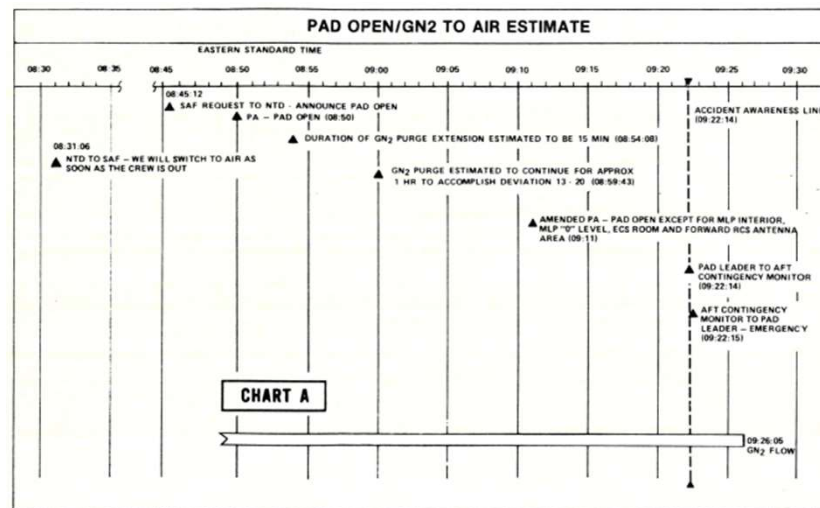 PAD OPEN/GN2 TO AIR ESTIMATE
EASTERN STANDARD TIME
08:30 08:35 08:45 08:50 08:55 09:00 09:05 09:10 09:15 09:20 09:25 09:30
08:45:12
SAF REQUEST TO NTD - ANNOUNCE PAD OPEN
PA – PAD OPEN (08:50)
ACCIDENT AWARENESS LINE
(09:22:14)
08:31:06
NTD TO SAF – WE WILL SWITCH TO AIR AS
SOON AS THE CREW IS OUT
DURATION OF GN2 PURGE EXTENSION ESTIMATED TO BE 15 MIN (08:54:08)
GN2 PURGE ESTIMATED TO CONTINUE FOR APPROX
1 HR TO ACCOMPLISH DEVIATION 13 - 20 (08:59:43)
AMENDED PA – PAD OPEN EXCEPT FOR MLP INTERIOR,
MLP "0" LEVEL, ECS ROOM AND FORWARD RCS ANTENNA
AREA (09:11)
PAD LEADER TO AFT
CONTINGENCY MONITOR
(09:22:14)
AFT CONTINGENCY
MONITOR TO PAD
LEADER – EMERGENCY
(09:22:15)
CHART A
09:26:05
GN2 FLOW